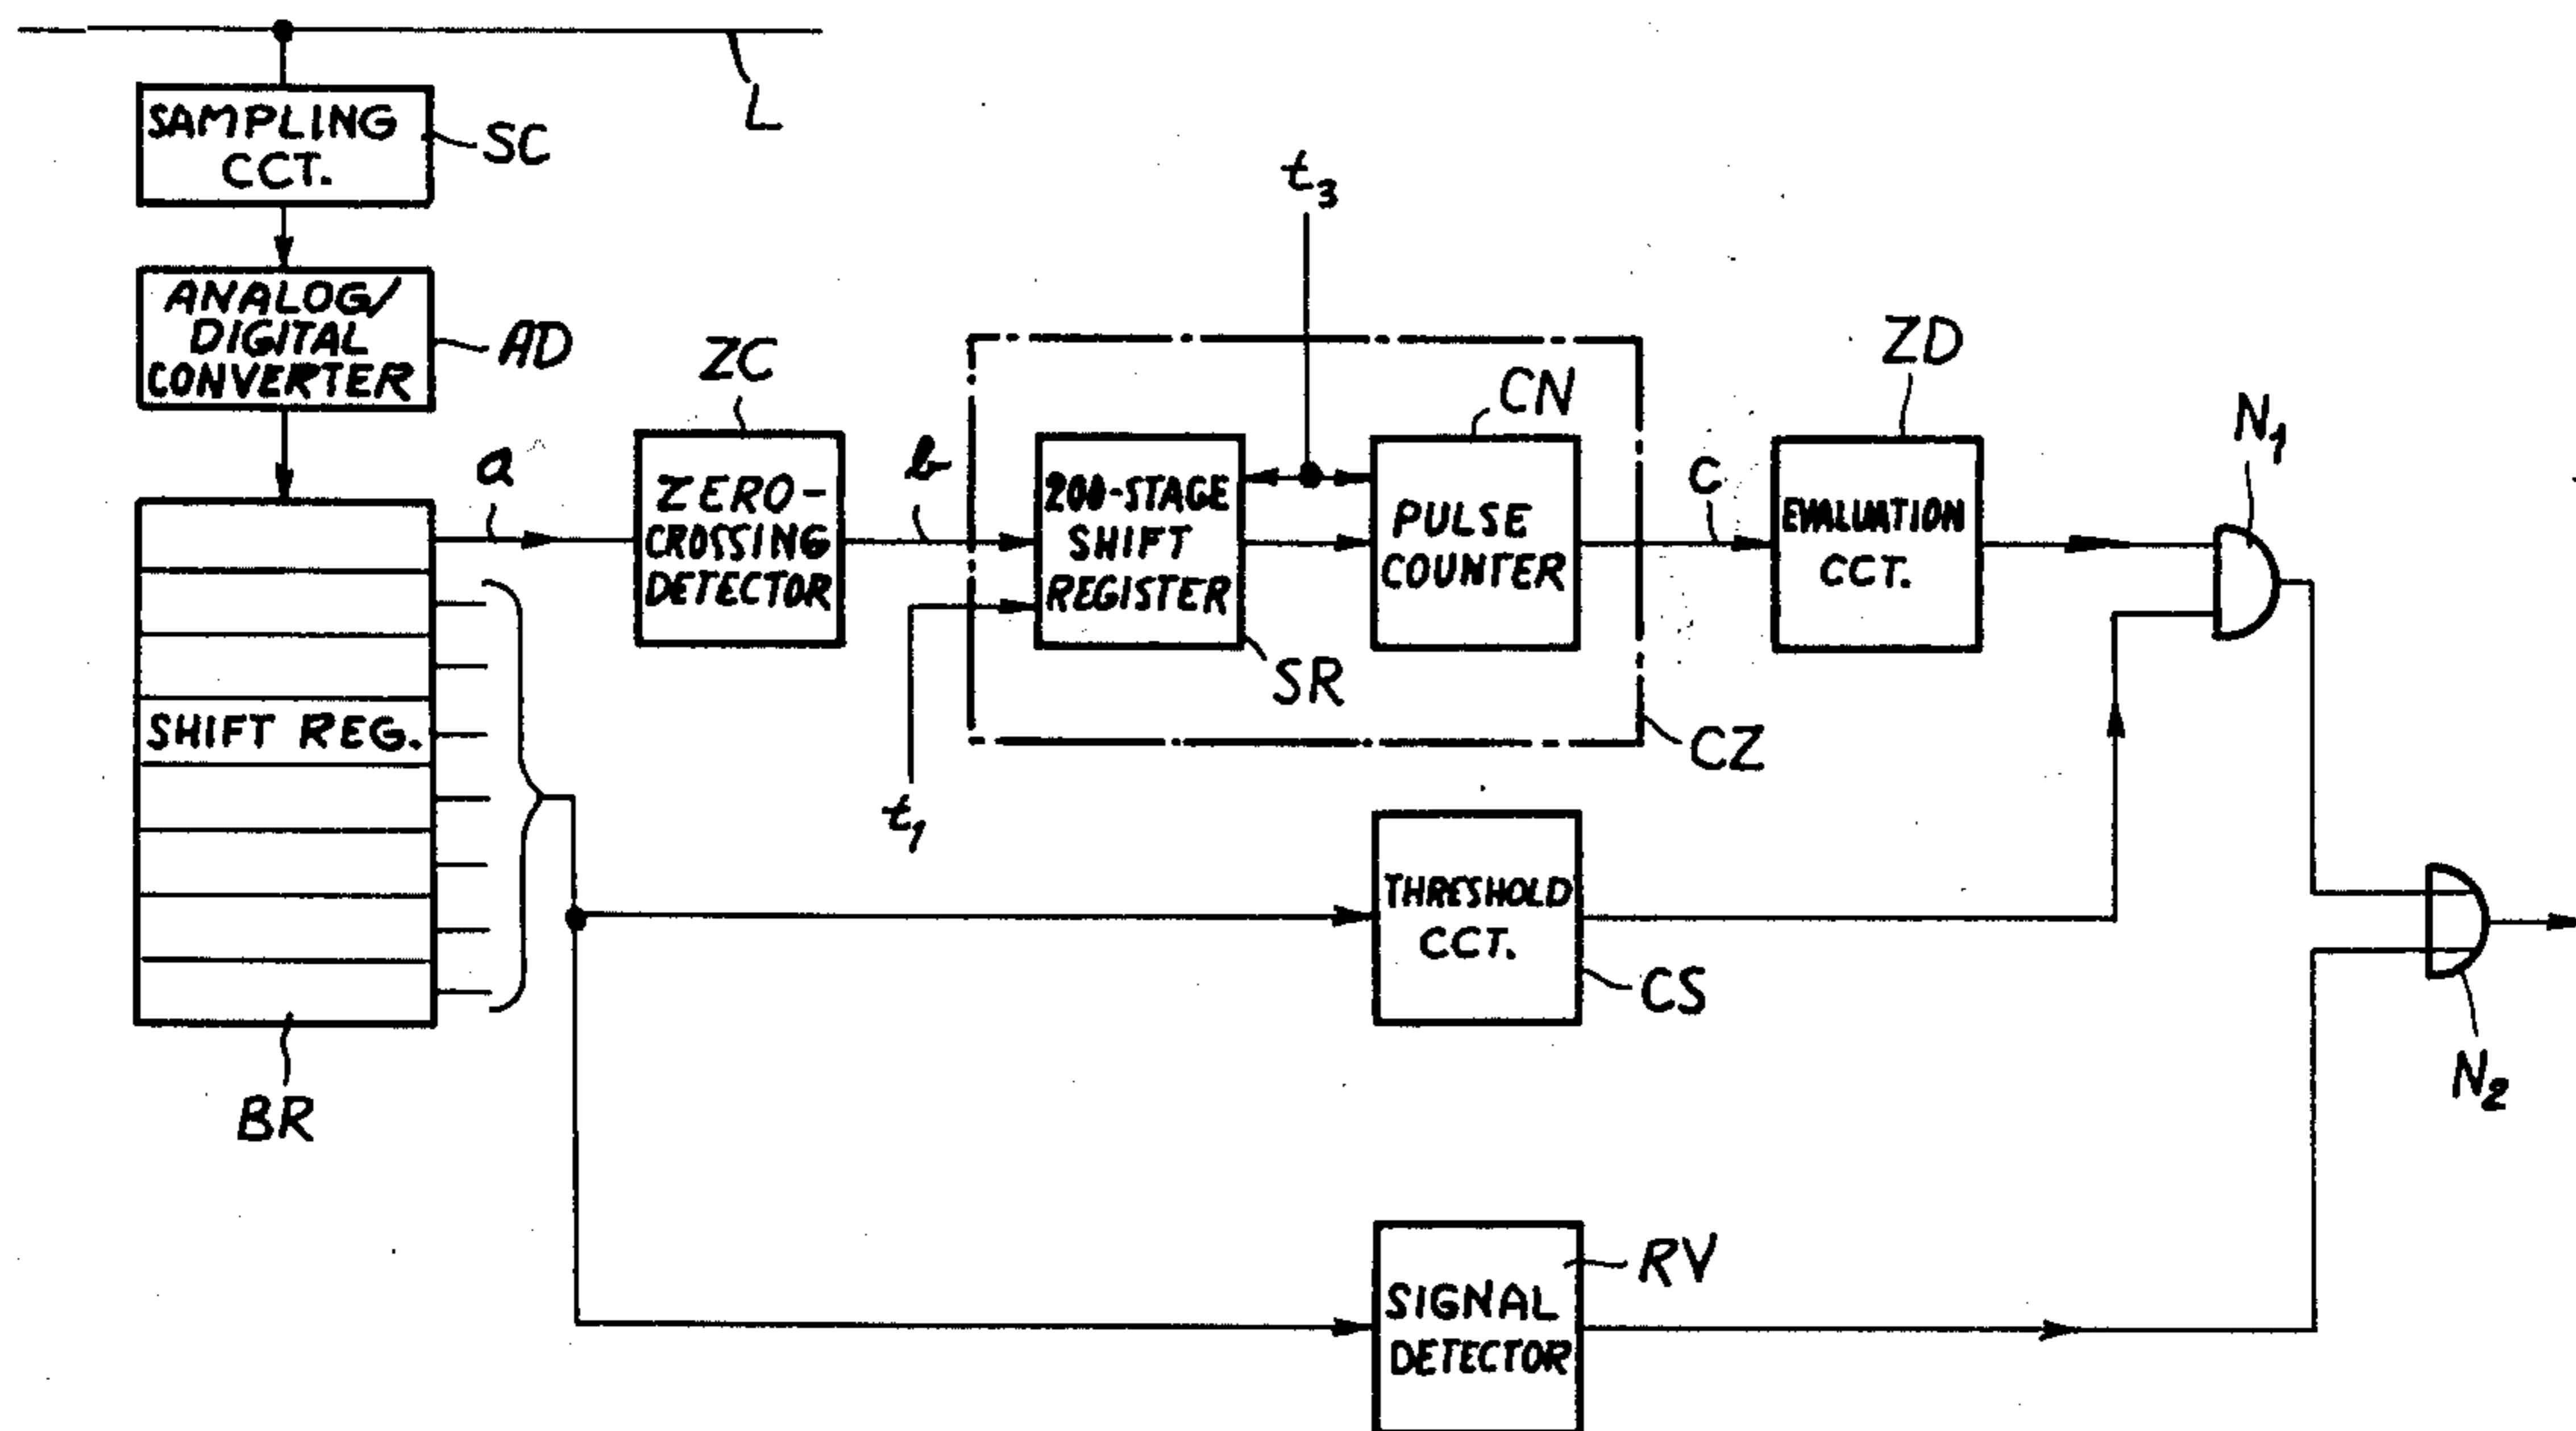 L
SAMPLING
CCT.
SC
t3
ANALOG/
DIGITAL
CONVERTER
AD
ZC
ZD
CN
N1
a
b
c
ZERO-
CROSSING
DETECTOR
200-STAGE
SHIFT
REGISTER
PULSE
COUNTER
EVALUATION
CCT.
SR
CZ
SHIFT REG.
t1
THRESHOLD
CCT.
CS
BR
N2
RV
SIGNAL
DETECTOR